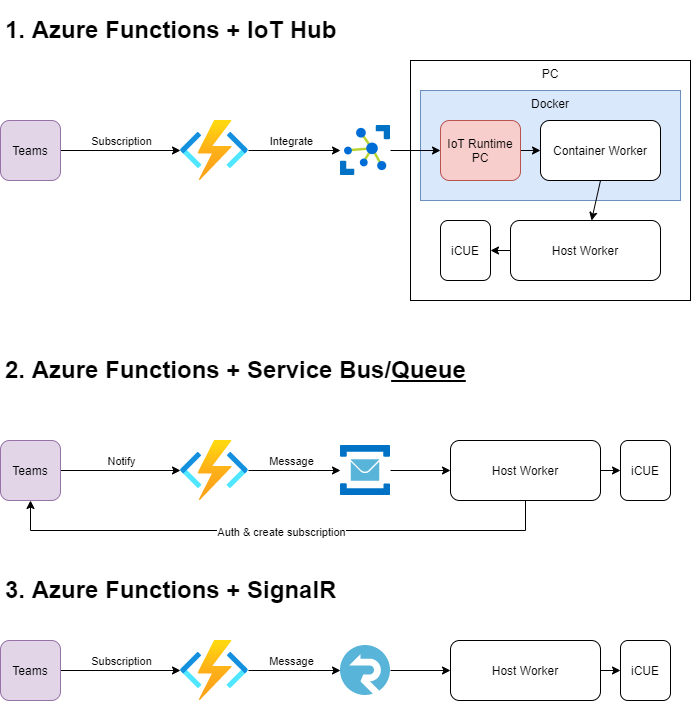 1. Azure Functions + IoT Hub
PC
Docker
Teams
Subscription
Integrate
IoT Runtime
PC
Container Worker
iCUE
Host Worker
2. Azure Functions + Service Bus/Queue
Teams
Notify
Message
Host Worker
iCUE
Auth & create subscription
3. Azure Functions + SignalR
Teams
Subscription
Message
Host Worker
iCUE